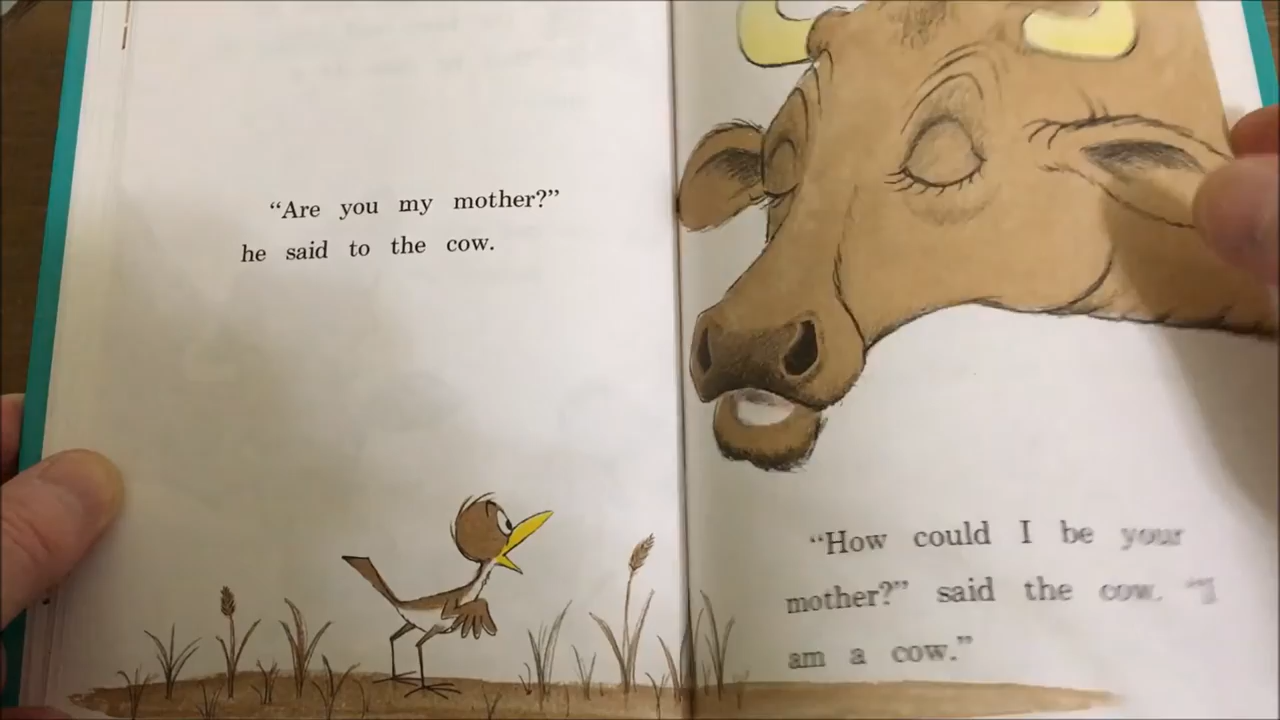 “Are you my mother?”
he said to the cow.
“How could I be your
mother?” said the cow. “I
am a cow.”